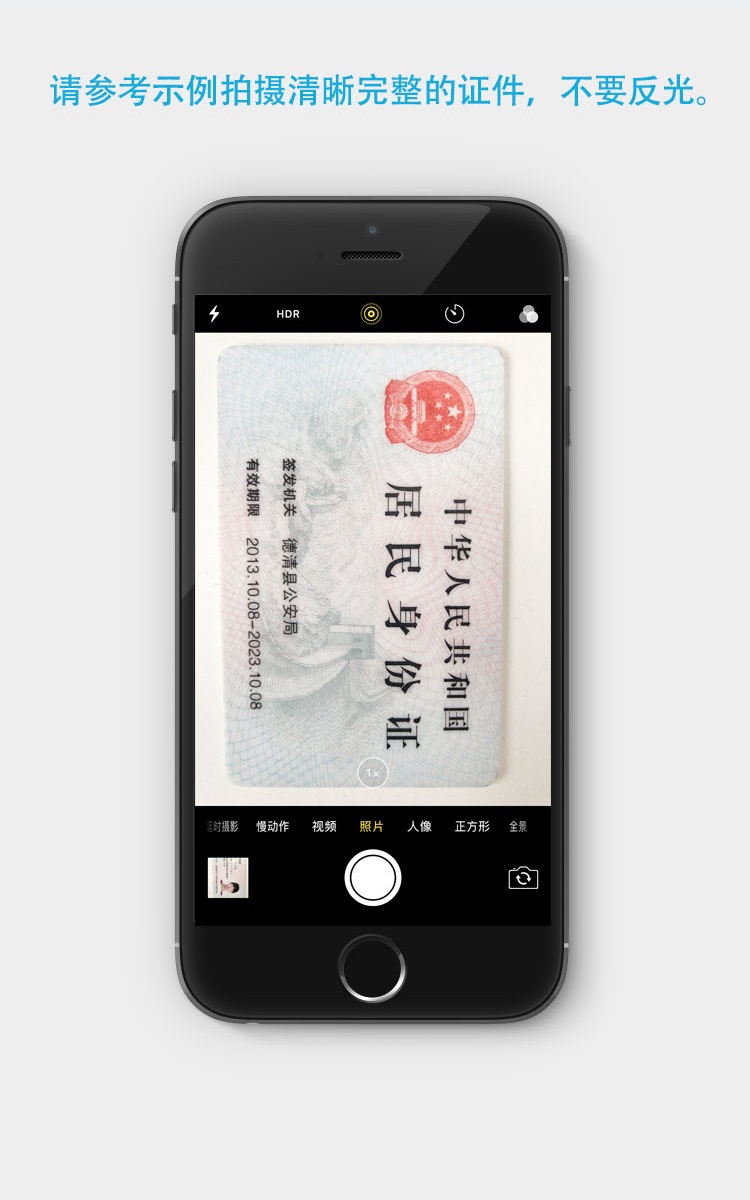 请参考示例拍摄清晰完整的证件，不要反光。
HDR
中华人民共和国
居民身份证
签发机关 德清县公安局
有效期限 2013.10.08-2023.10.08
1×
时摄影 慢动作 视频 照片 人像 正方形 全景